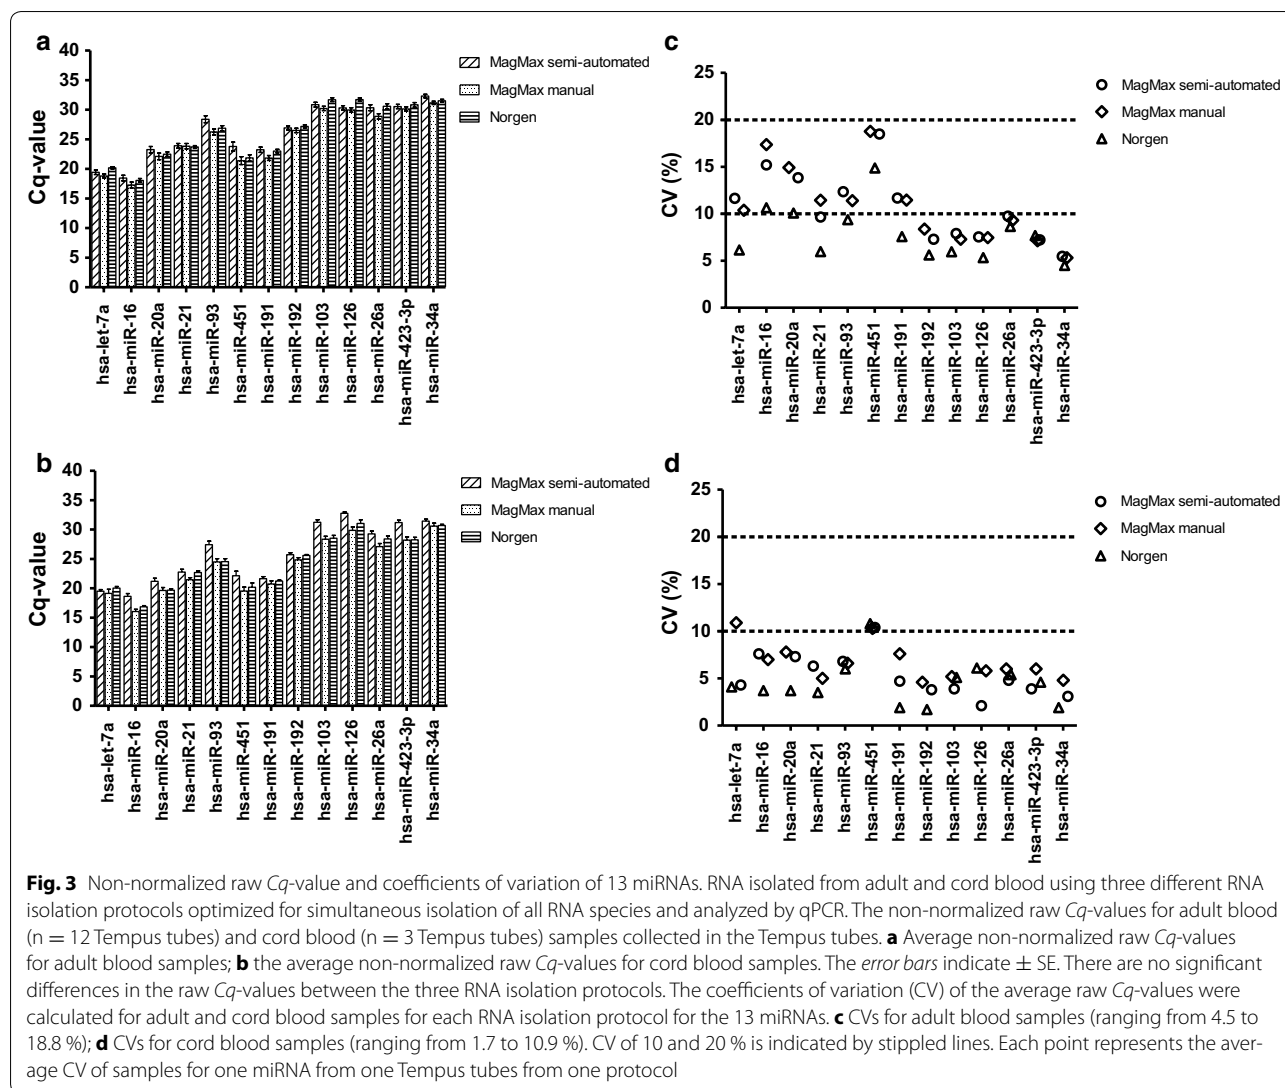 a
40
35
30
25
20
15
10
5
0
Cq-value
MagMax semi-automated
MagMax manual
Norgen
hsa-let-7a
hsa-miR-16
hsa-miR-20a
hsa-miR-21
hsa-miR-93
hsa-miR-451
hsa-miR-191
hsa-miR-192
hsa-miR-103
hsa-miR-126
hsa-miR-26a
hsa-miR-423-3p
hsa-miR-34a
c
25
20
15
10
5
0
CV (%)
MagMax semi-automated
MagMax manual
Norgen
hsa-let-7a
hsa-miR-16
hsa-miR-20a
hsa-miR-21
hsa-miR-93
hsa-miR-451
hsa-miR-191
hsa-miR-192
hsa-miR-103
hsa-miR-126
hsa-miR-26a
hsa-miR-423-3p
hsa-miR-34a
b
40
35
30
25
20
15
10
5
0
Cq-value
MagMax semi-automated
MagMax manual
Norgen
hsa-let-7a
hsa-miR-16
hsa-miR-20a
hsa-miR-21
hsa-miR-93
hsa-miR-451
hsa-miR-191
hsa-miR-192
hsa-miR-103
hsa-miR-126
hsa-miR-26a
hsa-miR-423-3p
hsa-miR-34a
d
25
20
15
10
5
0
CV (%)
MagMax semi-automated
MagMax manual
Norgen
hsa-let-7a
hsa-miR-16
hsa-miR-20a
hsa-miR-21
hsa-miR-93
hsa-miR-451
hsa-miR-191
hsa-miR-192
hsa-miR-103
hsa-miR-126
hsa-miR-26a
hsa-miR-423-3p
hsa-miR-34a
Fig. 3 Non-normalized raw Cq-value and coefficients of variation of 13 miRNAs. RNA isolated from adult and cord blood using three different RNA
isolation protocols optimized for simultaneous isolation of all RNA species and analyzed by qPCR. The non-normalized raw Cq-values for adult blood
(n = 12 Tempus tubes) and cord blood (n = 3 Tempus tubes) samples collected in the Tempus tubes. a Average non-normalized raw Cq-values
for adult blood samples; b the average non-normalized raw Cq-values for cord blood samples. The error bars indicate ± SE. There are no significant
differences in the raw Cq-values between the three RNA isolation protocols. The coefficients of variation (CV) of the average raw Cq-values were
calculated for adult and cord blood samples for each RNA isolation protocol for the 13 miRNAs. c CVs for adult blood samples (ranging from 4.5 to
18.8 %); d CVs for cord blood samples (ranging from 1.7 to 10.9 %). CV of 10 and 20 % is indicated by stippled lines. Each point represents the aver-
age CV of samples for one miRNA from one Tempus tubes from one protocol